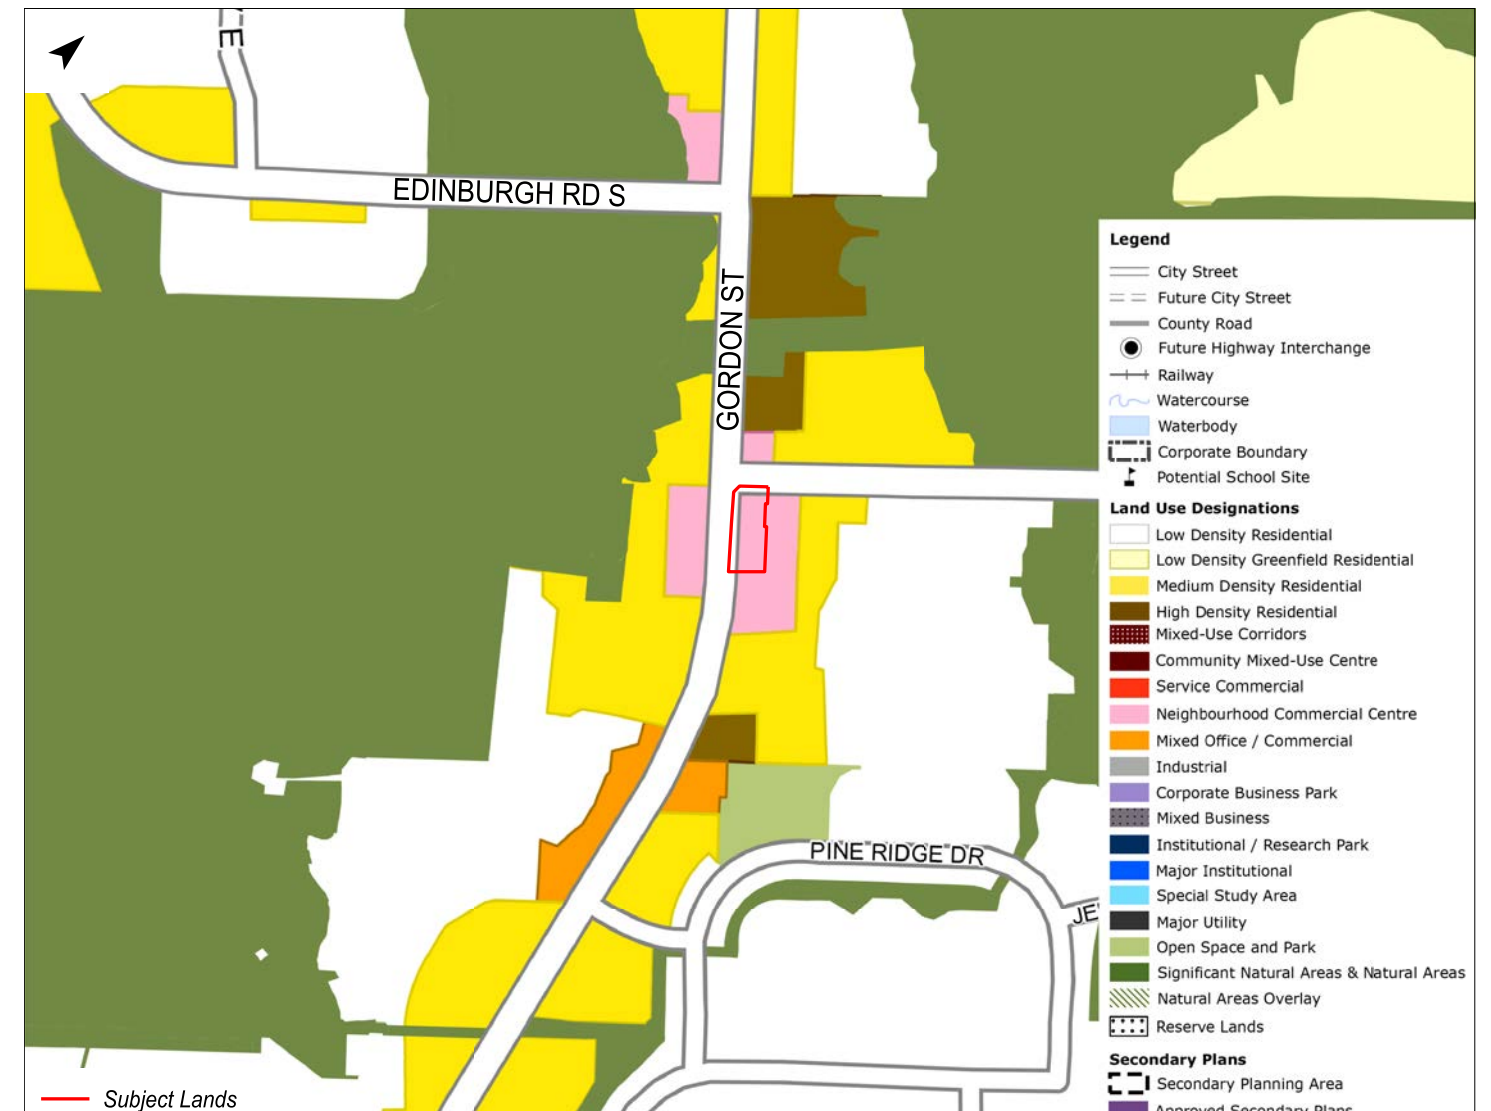 E
EDINBURGH RD S
GORDON ST
PINE RIDGE DR
Legend
City Street
Future City Street
County Road
Future Highway Interchange
Railway
Watercourse
Waterbody
Corporate Boundary
Potential School Site
Land Use Designations
Low Density Residential
Low Density Greenfield Residential
Medium Density Residential
High Density Residential
Mixed-Use Corridors
Community Mixed-Use Centre
Service Commercial
Neighbourhood Commercial Centre
Mixed Office / Commercial
Industrial
Corporate Business Park
Mixed Business
Institutional / Research Park
Major Institutional
Special Study Area
Major Utility
Open Space and Park
Significant Natural Areas & Natural Areas
Natural Areas Overlay
Reserve Lands
Secondary Plans
Secondary Planning Area
Approved Secondary Plans
Subject Lands